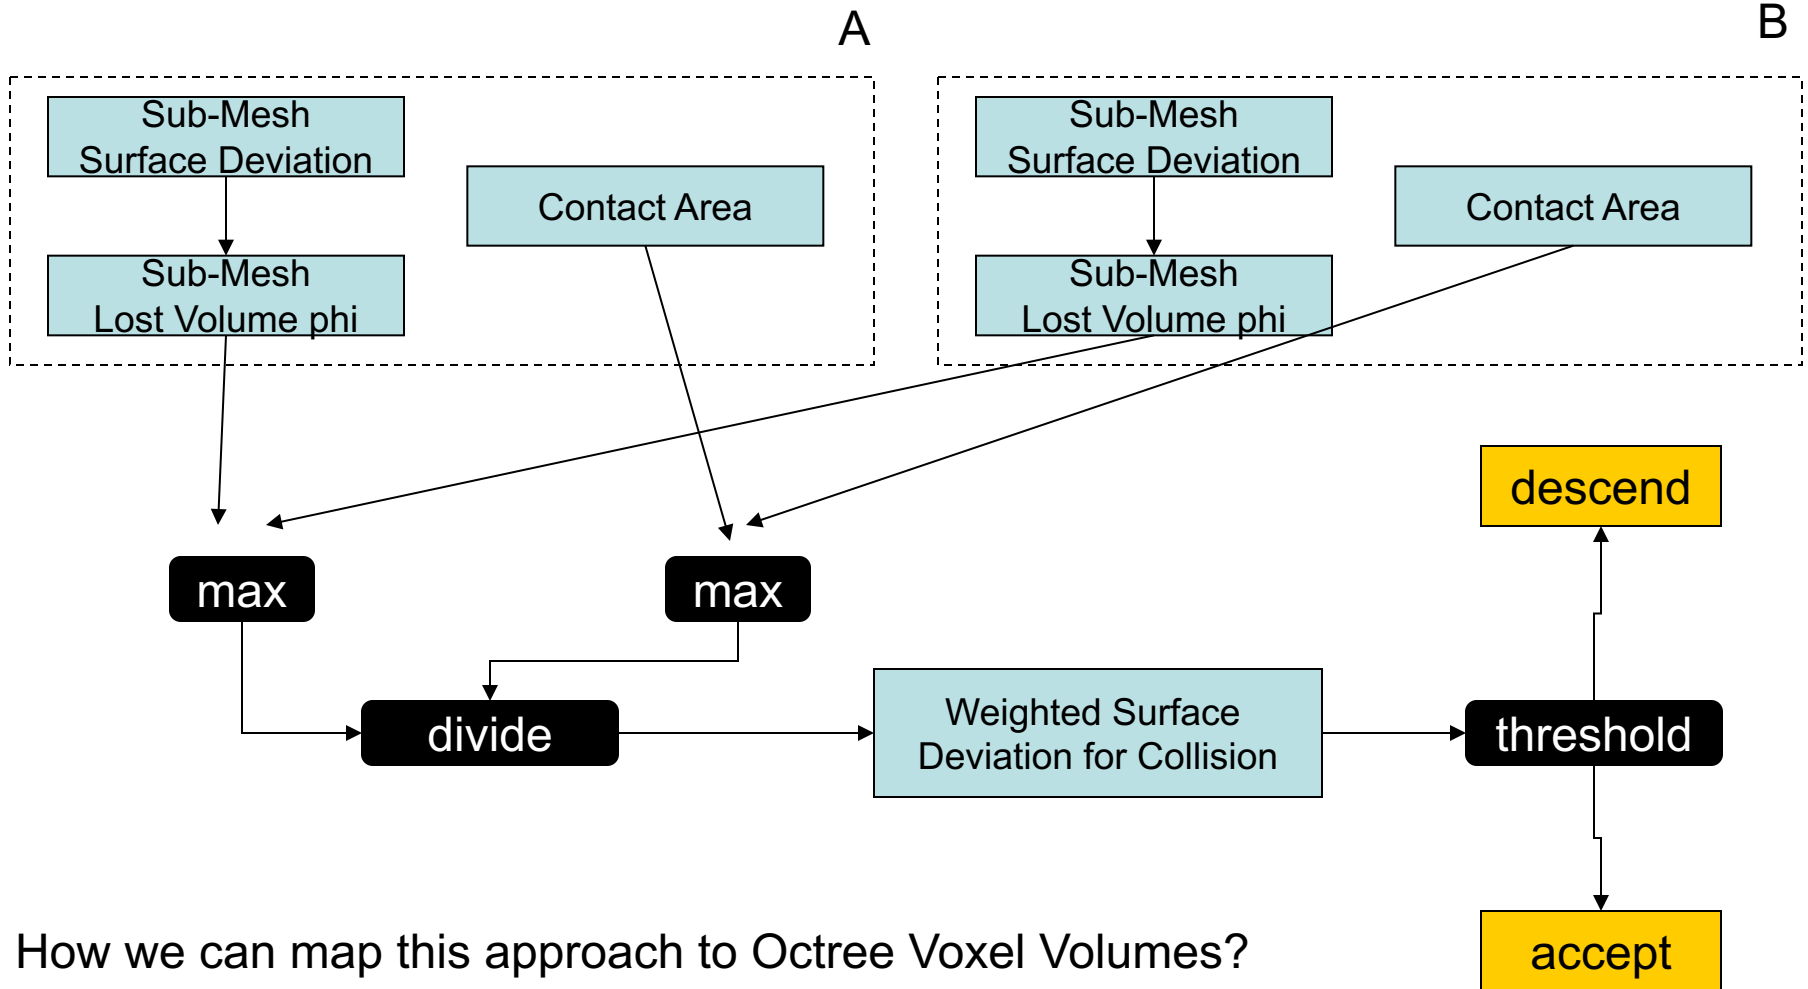 A
B
Sub-Mesh
Surface Deviation
Contact Area
Sub-Mesh
Lost Volume phi
Sub-Mesh
Surface Deviation
Contact Area
Sub-Mesh
Lost Volume phi
descend
max
max
divide
Weighted Surface
Deviation for Collision
threshold
How we can map this approach to Octree Voxel Volumes?
accept